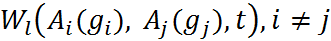 W_l(A_i(g_i), A_j(g_j), t), i ≠ j